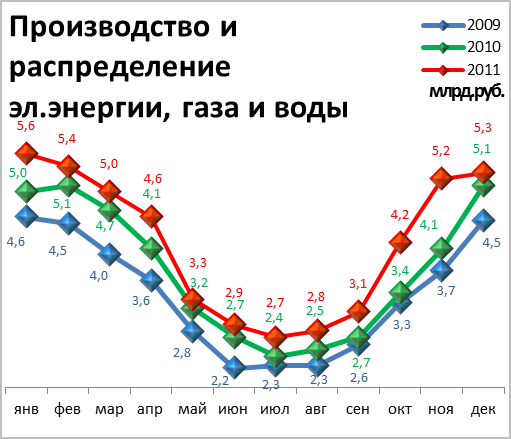 Производство и
распределение
эл.энергии, газа и воды
2009
2010
2011
млрд.руб.
5,6 5,4 5,0 4,6 3,3 2,9 2,7 2,8 3,1 4,2 5,2 5,3
5,0 5,1 4,7 4,1 3,2 2,7 2,4 2,5 2,7 3,4 4,1 5,1
4,6 4,5 4,0 3,6 2,8 2,2 2,3 2,3 2,6 3,3 3,7 4,5
янв фев мар апр май июн июл авг сен окт ноя дек